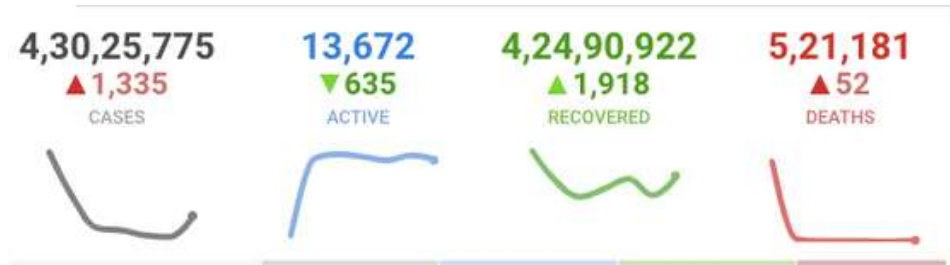 4,30,25,775 13,672 4,24,90,922 5,21,181
▲1,335 ▼635 ▲1,918 ▲52
CASES ACTIVE RECOVERED DEATHS